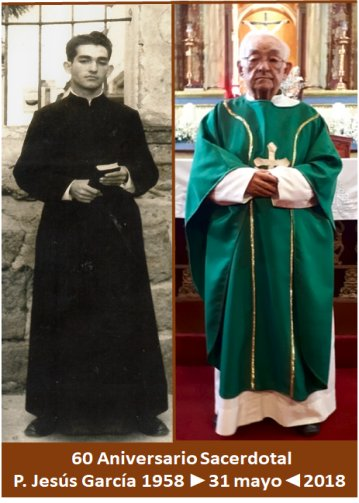 60 Aniversario Sacerdotal
P. Jesús García 1958 ►31 mayo◄2018